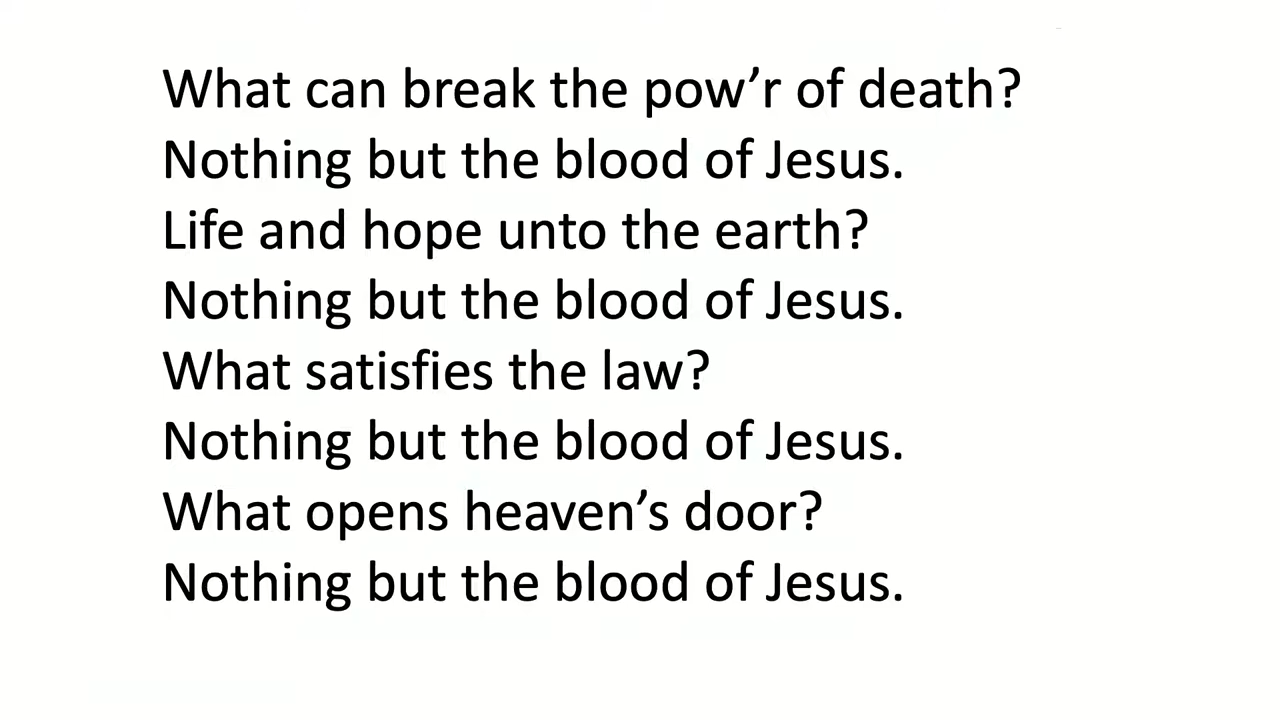 What can break the pow’r of death?
Nothing but the blood of Jesus.
Life and hope unto the earth?
Nothing but the blood of Jesus.
What satisfies the law?
Nothing but the blood of Jesus.
What opens heaven’s door?
Nothing but the blood of Jesus.